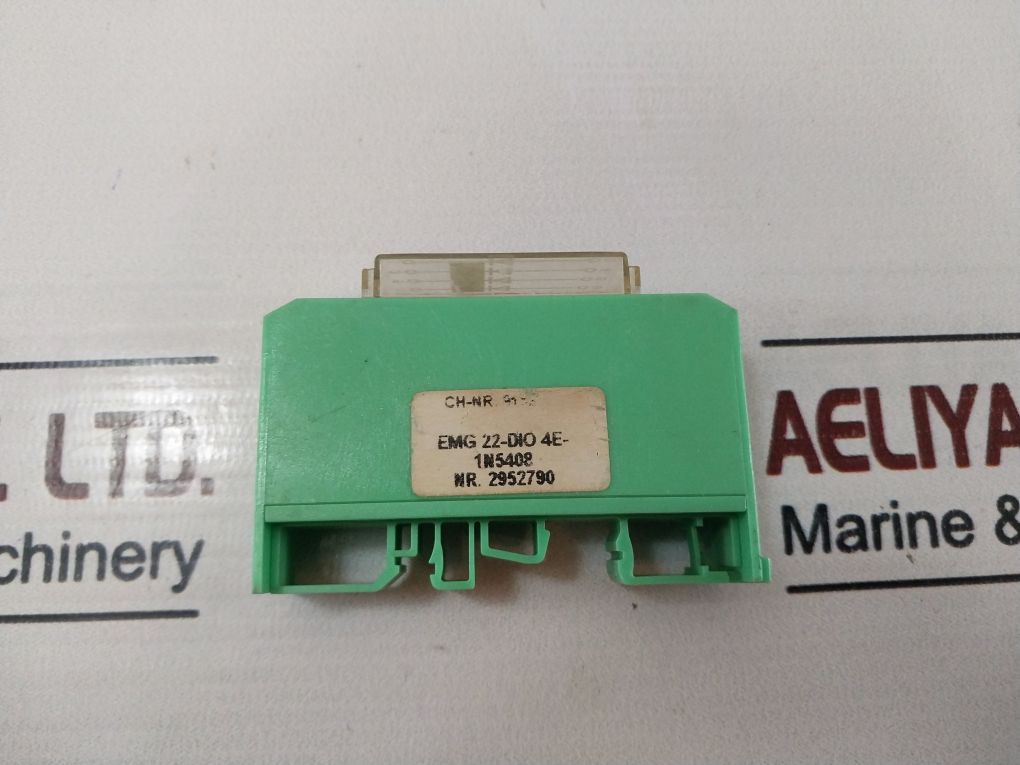 CH-NR.
EMG 22-DIO 4E-
1N5408
NR. 2952790
LTD.
chinery
AELIYA
Marine &